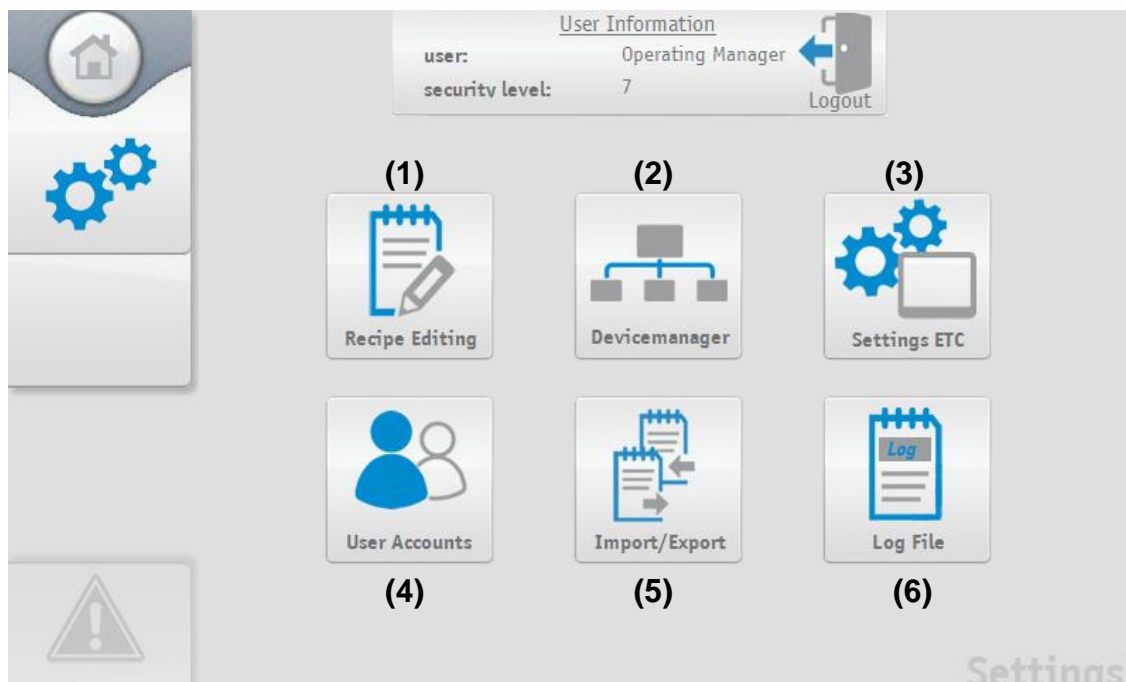 User Information
user: Operating Manager
security level: 7
Logout
(1) (2) (3)
Recipe Editing Devicemanager Settings ETC
Log
User Accounts Import/Export Log File
(4) (5) (6)
Settings